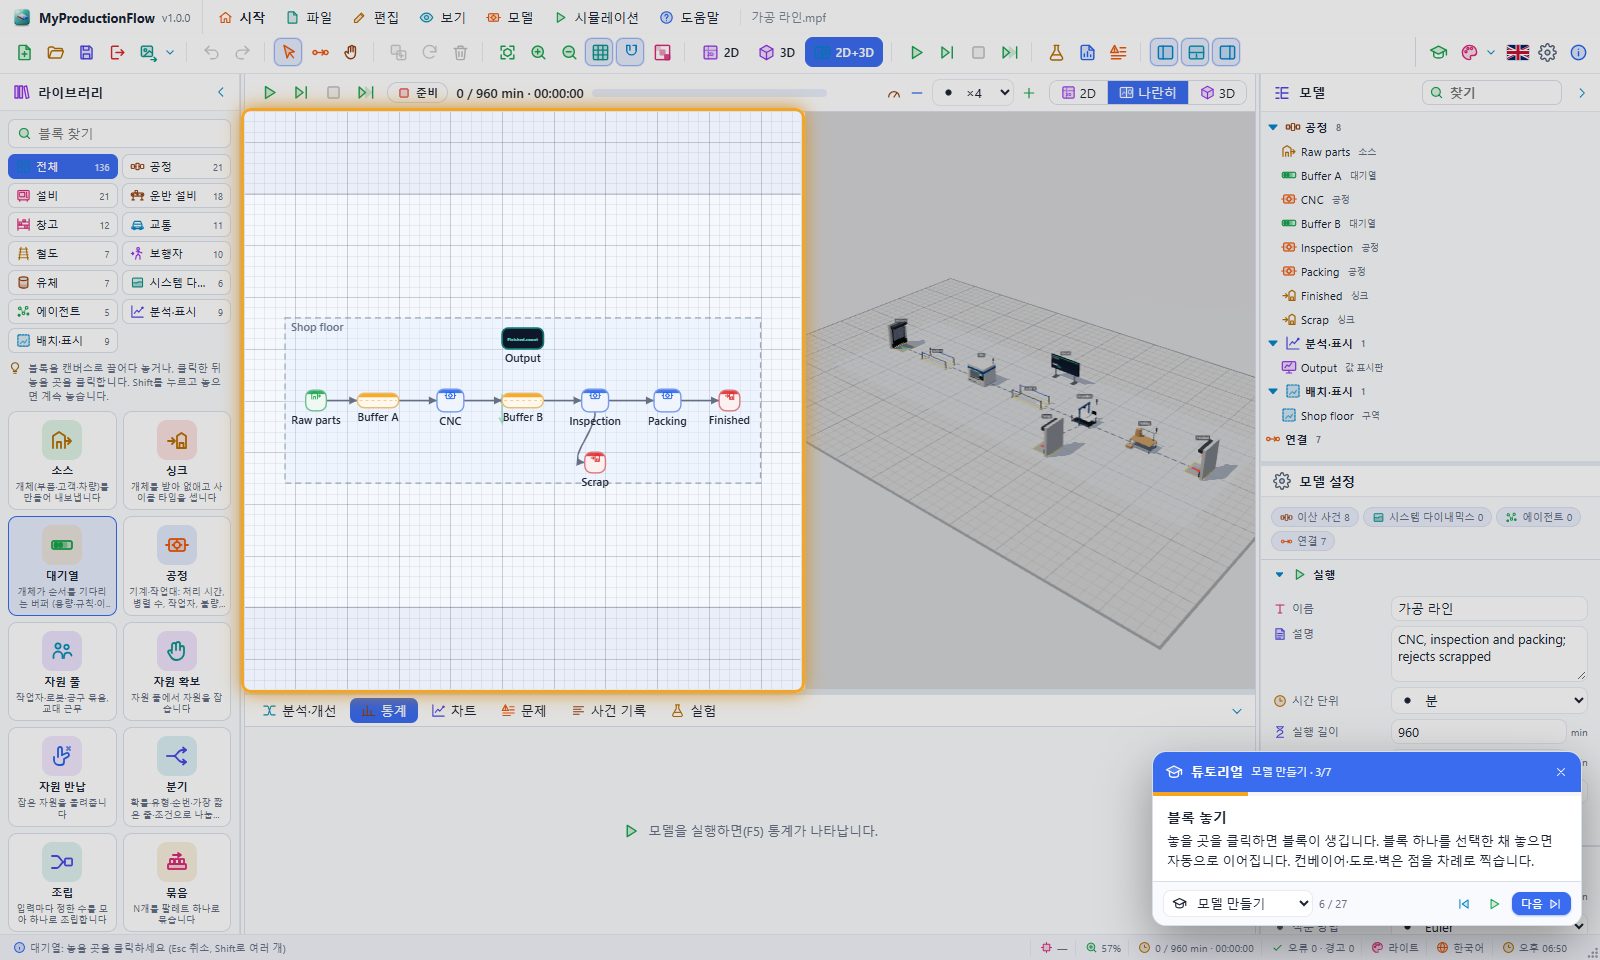 MyProductionFlow v1.0.0
시작 파일 편집 보기 모델 시뮬레이션 도움말 가공 라인.mpf
2D 3D 2D+3D
라이브러리
블록 찾기
전체 136
공정 21
설비 21
운반 설비 18
창고 12
교통 11
철도 7
보행자 10
유체 7
시스템 다... 6
에이전트 5
분석·표시 9
배치·표시 9
블록을 캔버스로 끌어다 놓거나, 클릭한 뒤
놓을 곳을 클릭합니다. Shift를 누르고 놓으
면 계속 놓습니다.
소스
개체(부품·고객·차량)를
만들어 내보냅니다
싱크
개체를 받아 없애고 사
이클 타임을 셉니다
대기열
개체가 순서를 기다리
는 버퍼 (용량·규칙·이...
공정
기계·작업대: 처리 시간,
병렬 수, 작업자, 불량,...
자원 풀
작업자·로봇·공구 묶음,
교대 근무
자원 확보
자원 풀에서 자원을 잡
습니다
자원 반납
잡은 자원을 돌려줍니
다
분기
확률·유형·순번·가장 짧
은 줄·조건으로 나눕...
조립
입력마다 정한 수를 모
아 하나로 조립합니다
묶음
N개를 팔레트 하나로
묶습니다
준비 0 / 960 min · 00:00:00
×4
2D 나란히 3D
Shop floor
Output
Raw parts
Buffer A
CNC
Buffer B
Inspection
Packing
Finished
Scrap
분석·개선 통계 차트 문제 사건 기록 실험
모델을 실행하면(F5) 통계가 나타납니다.
모델
찾기
공정 8
Raw parts 소스
Buffer A 대기열
CNC 공정
Buffer B 대기열
Inspection 공정
Packing 공정
Finished 싱크
Scrap 싱크
분석·표시 1
Output 값 표시판
배치·표시 1
Shop floor 구역
연결 7
모델 설정
이산 사건 8 시스템 다이내믹스 0 에이전트 0
연결 7
실행
이름 가공 라인
설명 CNC, inspection and packing;
rejects scrapped
시간 단위 분
실행 길이 960 min
튜토리얼 모델 만들기 · 3/7
블록 놓기
놓을 곳을 클릭하면 블록이 생깁니다. 블록 하나를 선택한 채 놓으면
자동으로 이어집니다. 컨베이어·도로·벽은 점을 차례로 찍습니다.
모델 만들기 6 / 27 다음
Euler
대기열: 놓을 곳을 클릭하세요 (Esc 취소, Shift로 여러 개)
— 57% 0 / 960 min · 00:00:00 오류 0 · 경고 0 라이트 한국어 오후 06:50